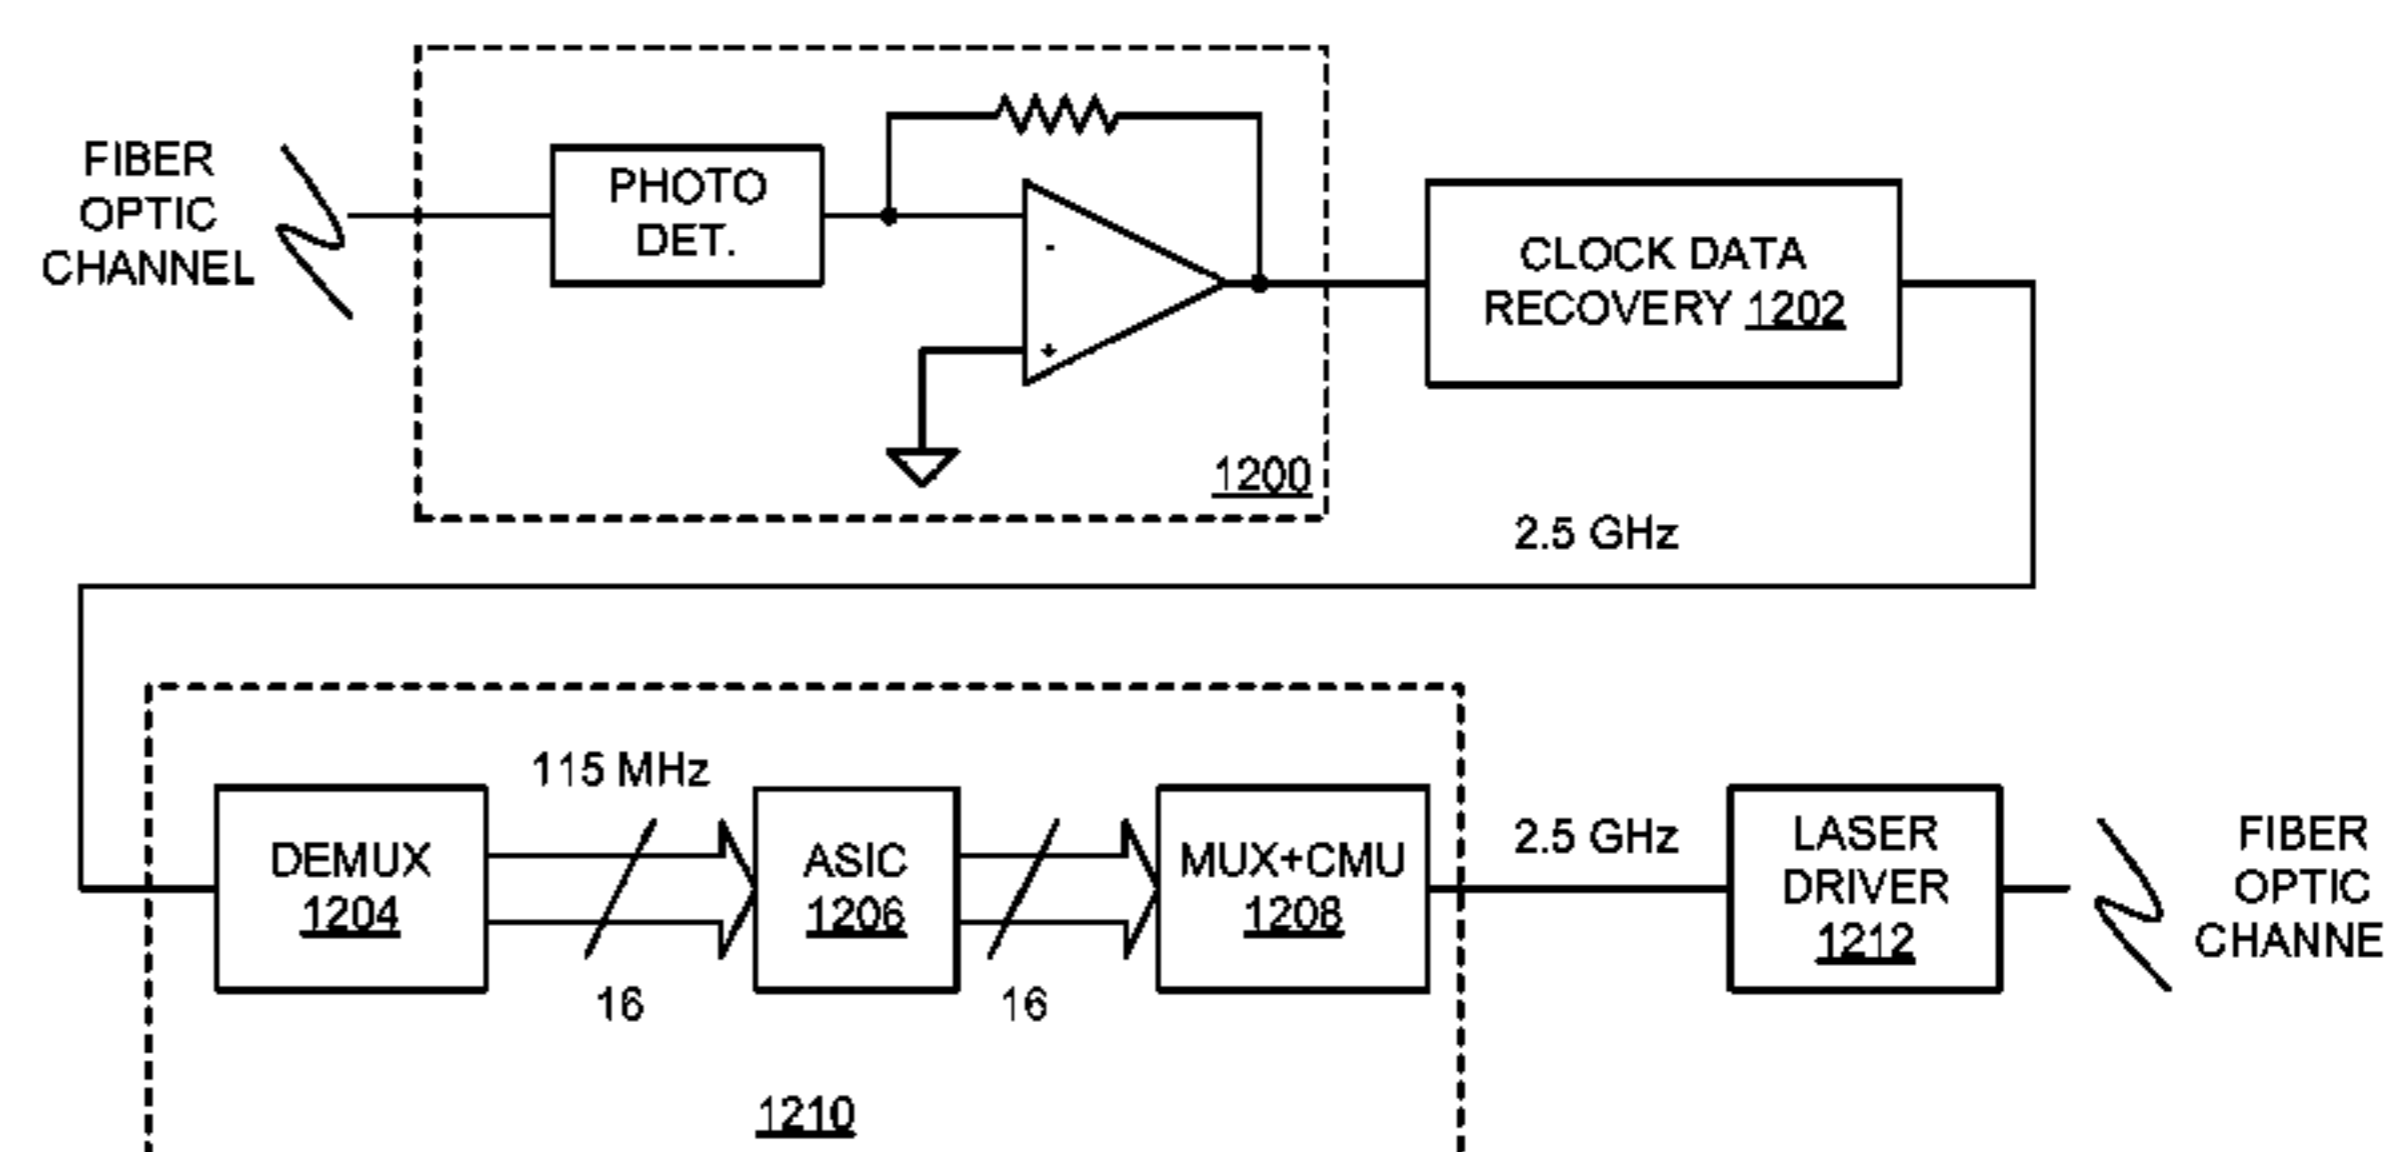 FIBER
OPTIC
CHANNEL
PHOTO
DET.
-
+
1200
CLOCK DATA
RECOVERY 1202
2.5 GHz
DEMUX
1204
115 MHz
16
ASIC
1206
16
MUX+CMU
1208
1210
2.5 GHz
LASER
DRIVER
1212
FIBER
OPTIC
CHANNE